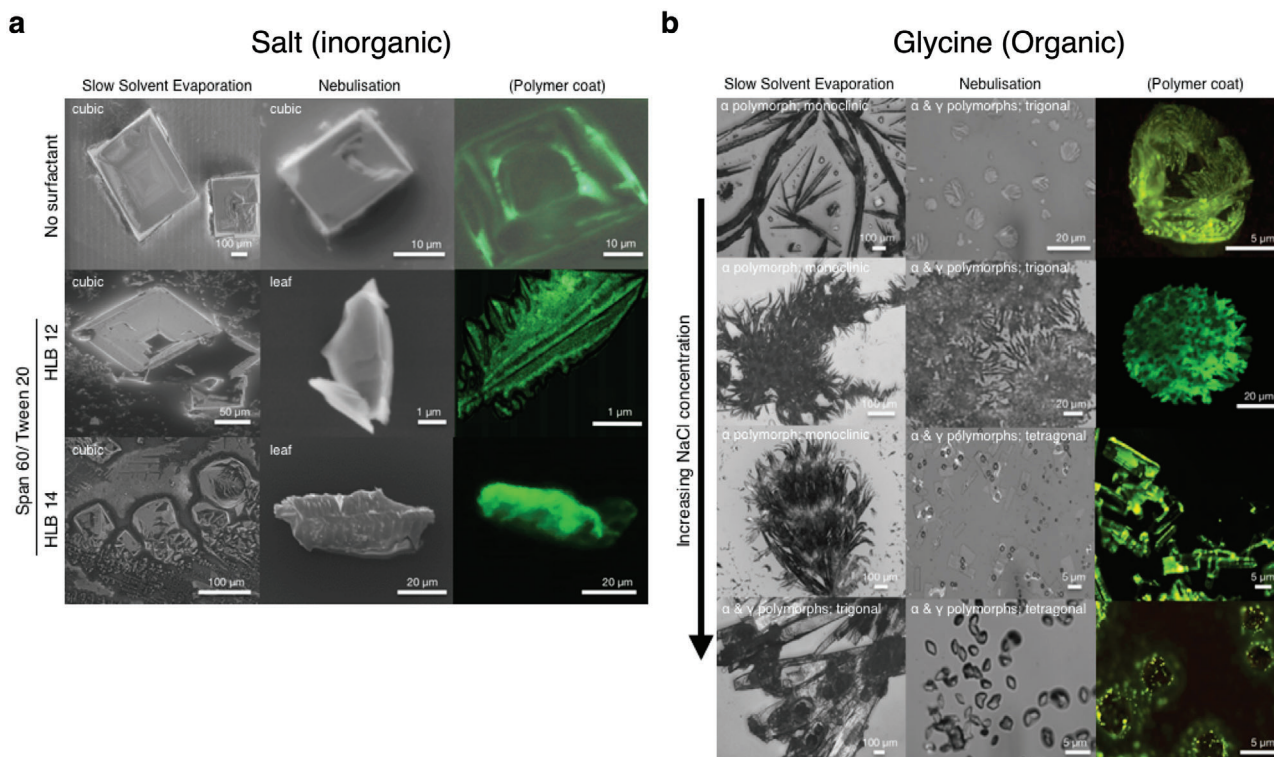 a
Salt (inorganic)
Slow Solvent Evaporation
Nebulisation
(Polymer coat)
No surfactant
cubic
100 µm
cubic
10 µm
10 µm
Span 60/ Tween 20
HLB 12
cubic
50 µm
leaf
1 µm
1 µm
HLB 14
cubic
100 µm
leaf
20 µm
20 µm
b
Glycine (Organic)
Slow Solvent Evaporation
Nebulisation
(Polymer coat)
Increasing NaCl concentration
α polymorph; monoclinic
100 µm
α & γ polymorphs; trigonal
20 µm
5 µm
α polymorph; monoclinic
100 µm
α & γ polymorphs; trigonal
20 µm
20 µm
α polymorph; monoclinic
100 µm
α & γ polymorphs; tetragonal
5 µm
5 µm
α & γ polymorphs; trigonal
100 µm
α & γ polymorphs; tetragonal
5 µm
5 µm